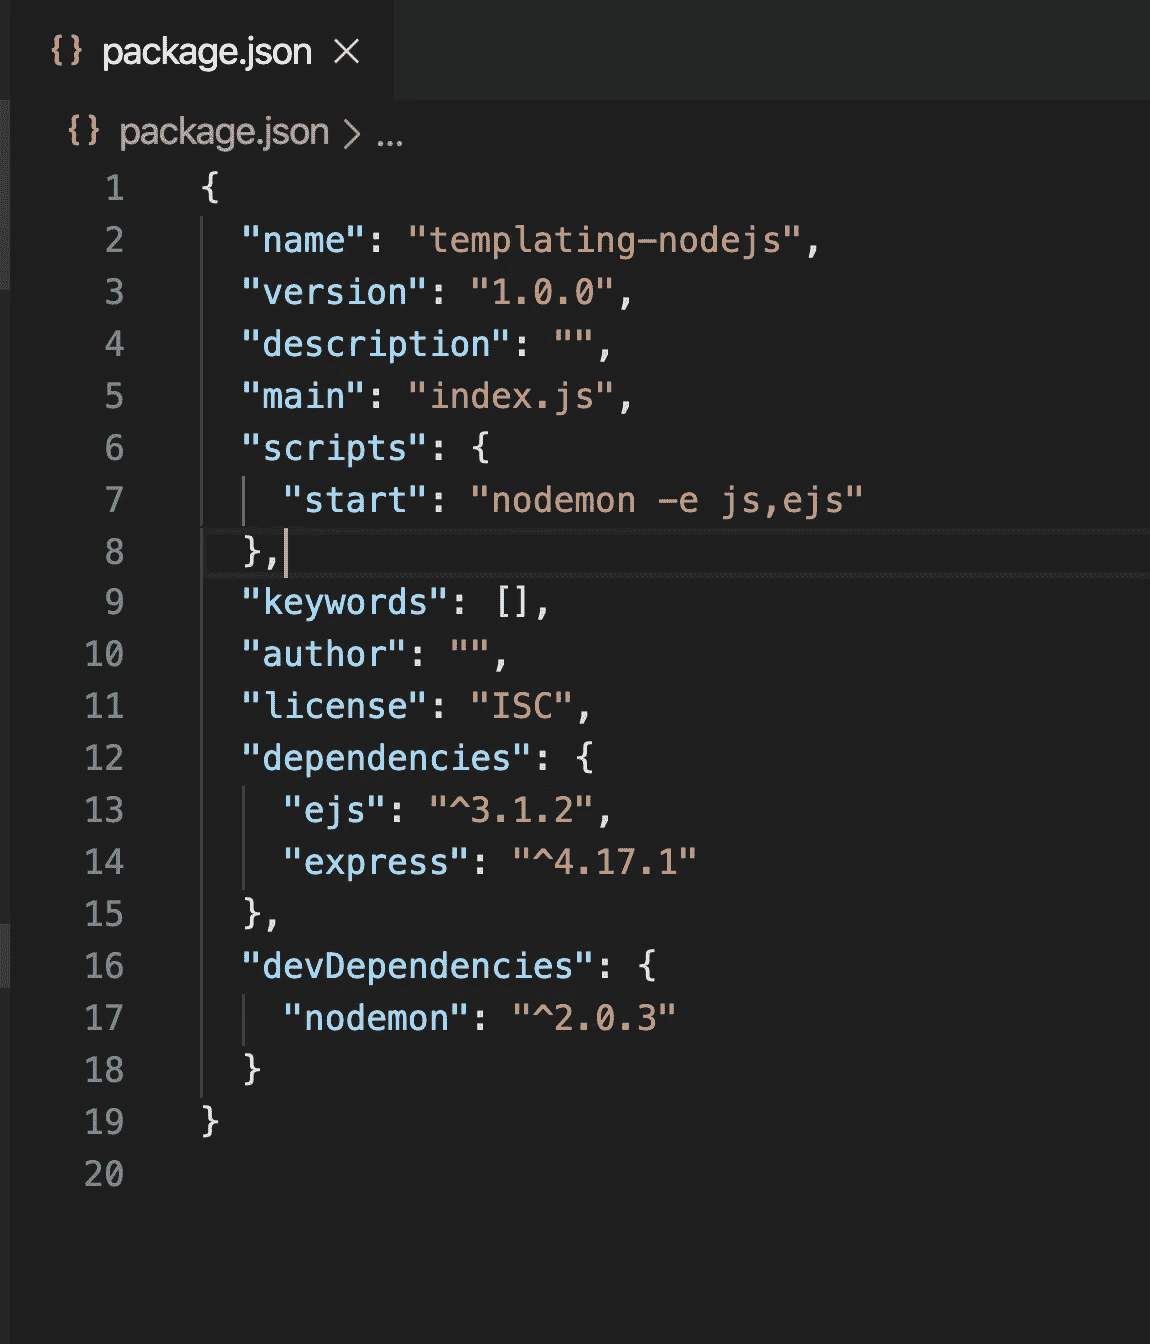 {} package.json ×
{} package.json > ...
1 {
2 "name": "templating-nodejs",
3 "version": "1.0.0",
4 "description": "",
5 "main": "index.js",
6 "scripts": {
7 "start": "nodemon -e js,ejs"
8 },
9 "keywords": [],
10 "author": "",
11 "license": "ISC",
12 "dependencies": {
13 "ejs": "^3.1.2",
14 "express": "^4.17.1"
15 },
16 "devDependencies": {
17 "nodemon": "^2.0.3"
18 }
19 }
20